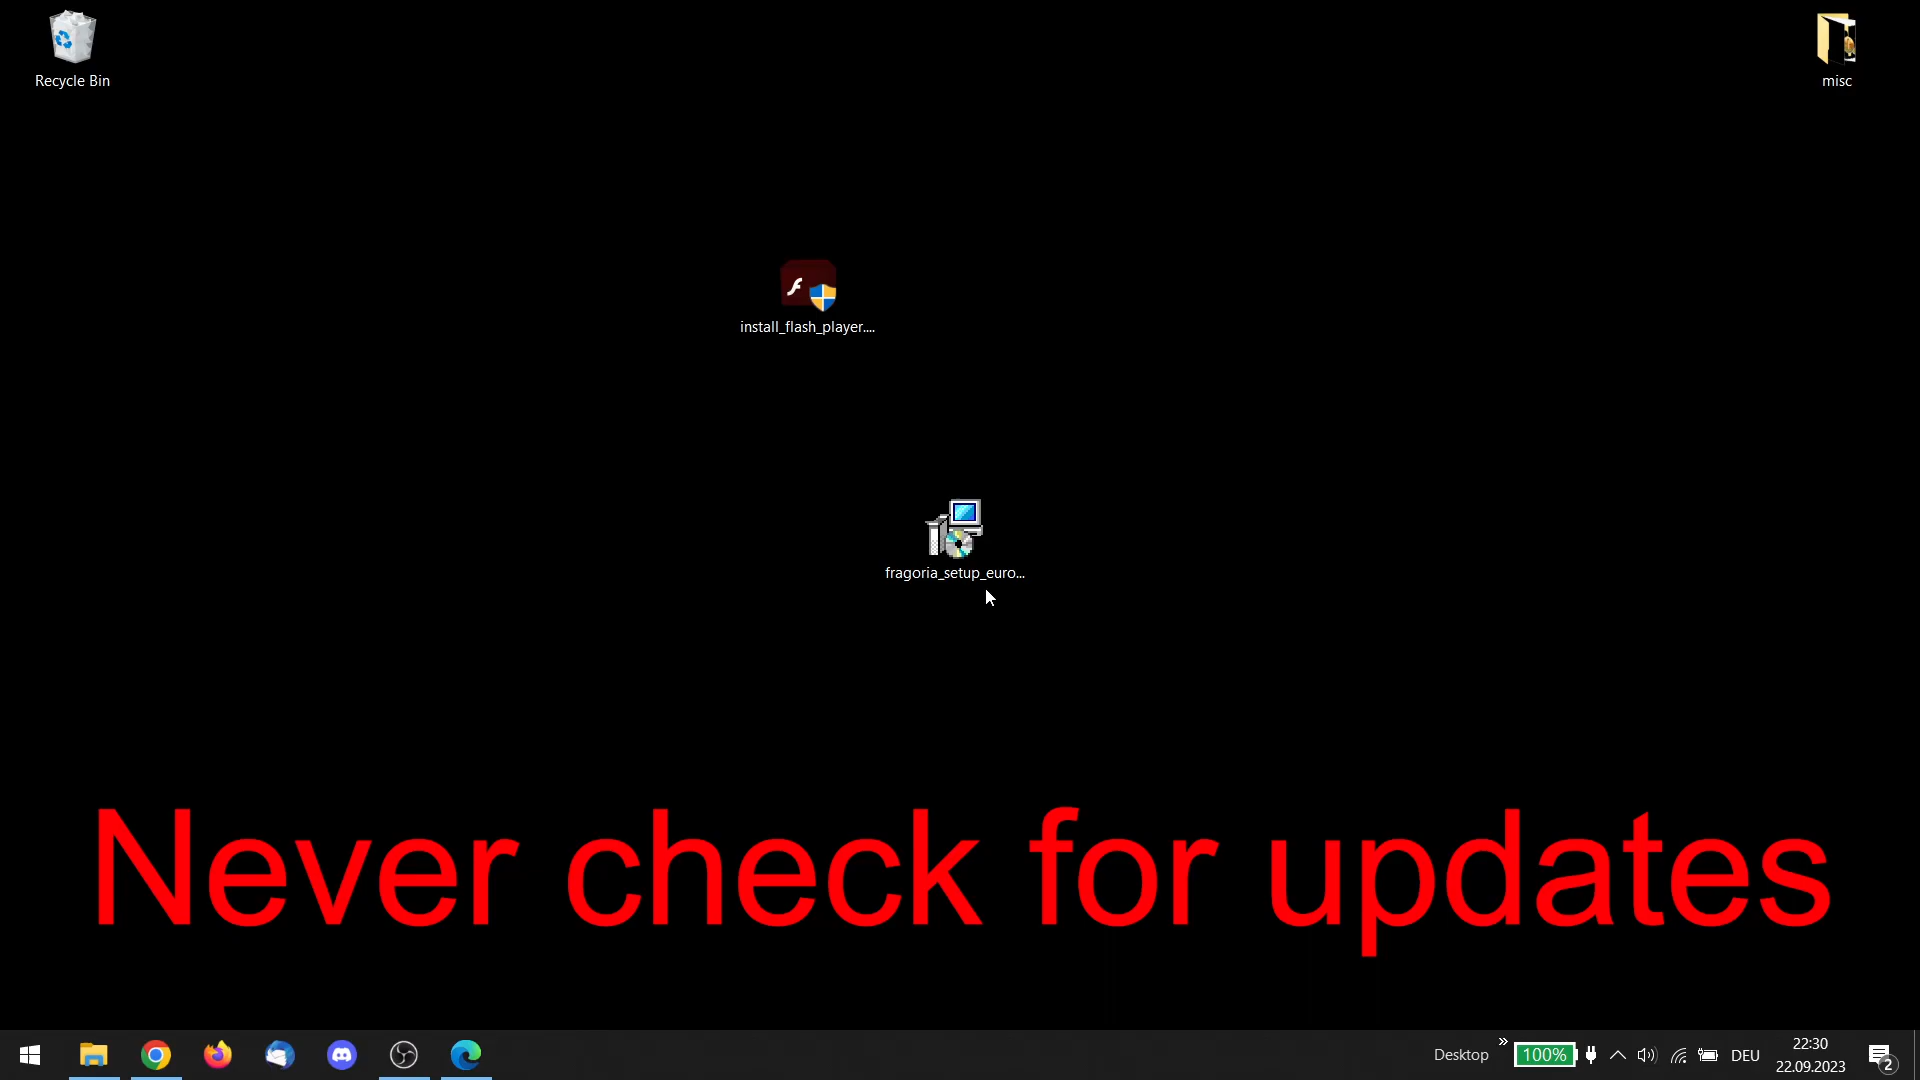 Recycle Bin
misc
install_flash_player....
fragoria_setup_euro...
Never check for updates
Desktop
100%
DEU
22:30
22.09.2023
2